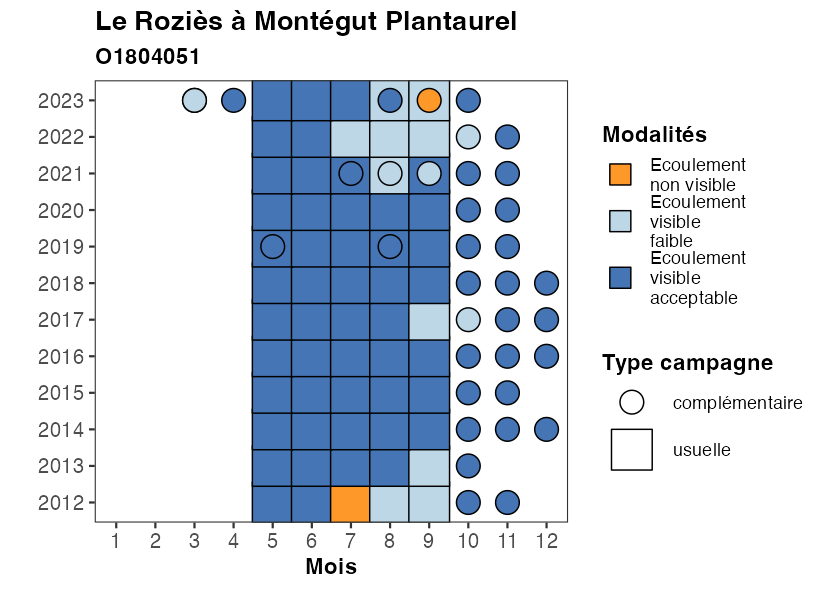 Le Roziès à Montégut Plantaurel
O1804051
2023
2022
2021
2020
2019
2018
2017
2016
2015
2014
2013
2012
1 2 3 4 5 6 7 8 9 10 11 12
Mois
Modalités
Ecoulement
non visible
Ecoulement
visible
faible
Ecoulement
visible
acceptable
Type campagne
complémentaire
usuelle